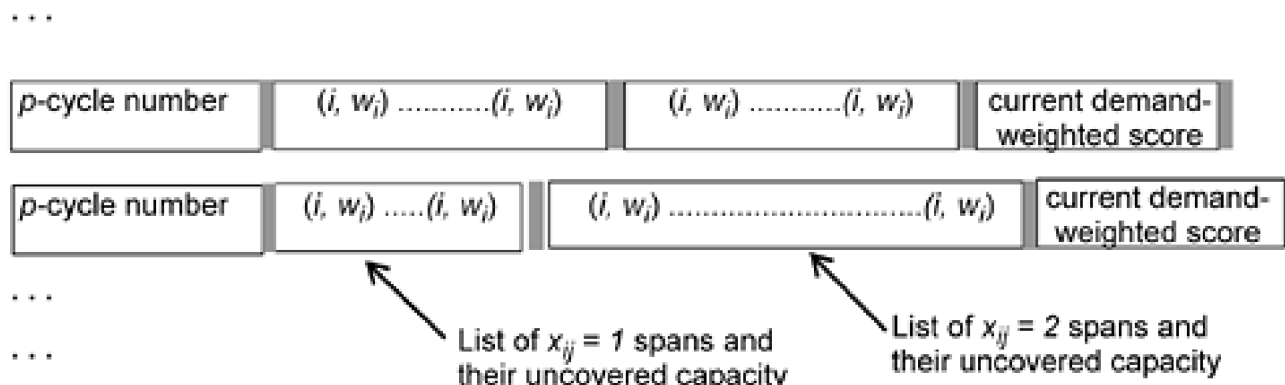 . . .
p-cycle number (i, wi) ...........(i, wi) (i, wi) ...........(i, wi) current demand-
weighted score
p-cycle number (i, wi) .....(i, wi) (i, wi) ..............................(i, wi) current demand-
weighted score
. . .
. . .
List of xij = 1 spans and
their uncovered capacity
List of xij = 2 spans and
their uncovered capacity